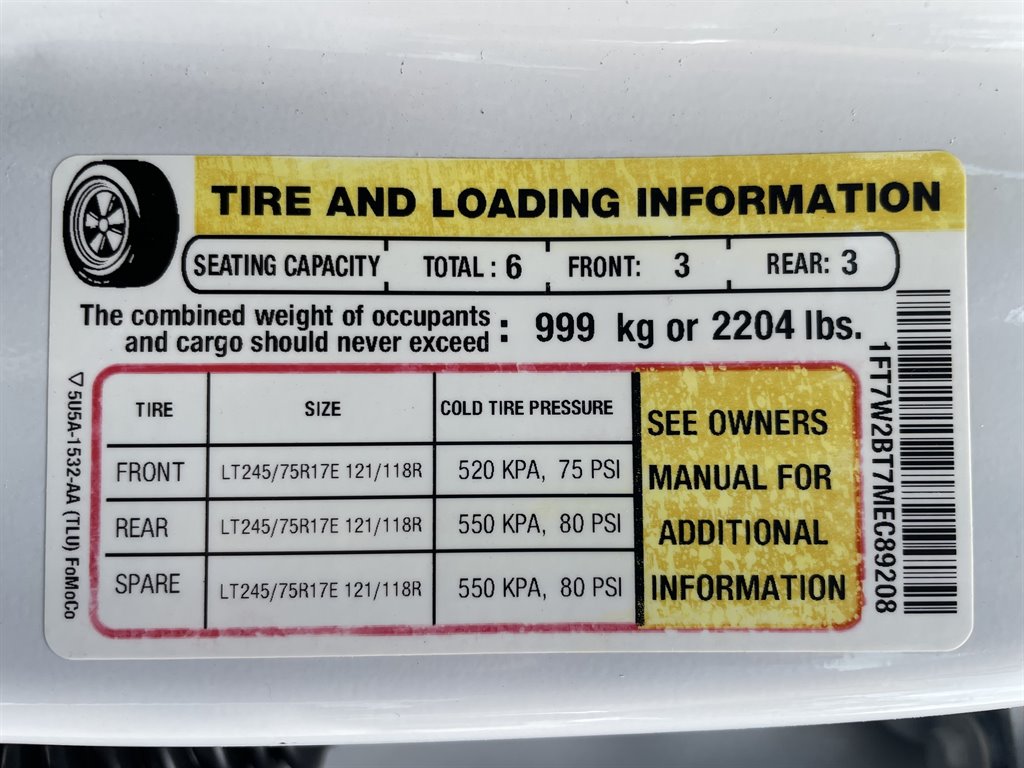 TIRE AND LOADING INFORMATION
SEATING CAPACITY TOTAL : 6 FRONT: 3 REAR: 3
The combined weight of occupants
and cargo should never exceed : 999 kg or 2204 lbs.
TIRE SIZE COLD TIRE PRESSURE
FRONT LT245/75R17E 121/118R 520 KPA, 75 PSI
REAR LT245/75R17E 121/118R 550 KPA, 80 PSI
SPARE LT245/75R17E 121/118R 550 KPA, 80 PSI
SEE OWNERS
MANUAL FOR
ADDITIONAL
INFORMATION
1FT7W2BT7MEC89208
5U5A-1532-AA (TLU) FoMoCo